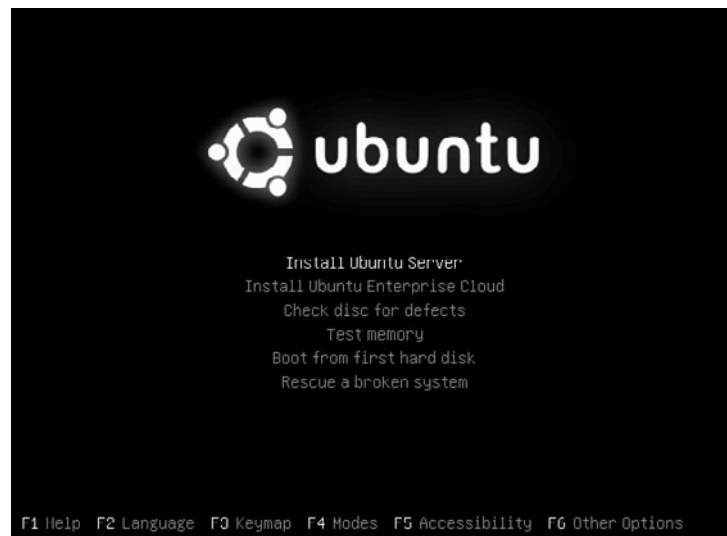 ubuntu
Install Ubuntu Server
Install Ubuntu Enterprise Cloud
Check disc for defects
Test memory
Boot from first hard disk
Rescue a broken system
F1 Help F2 Language F3 Keymap F4 Modes F5 Accessibility F6 Other Options